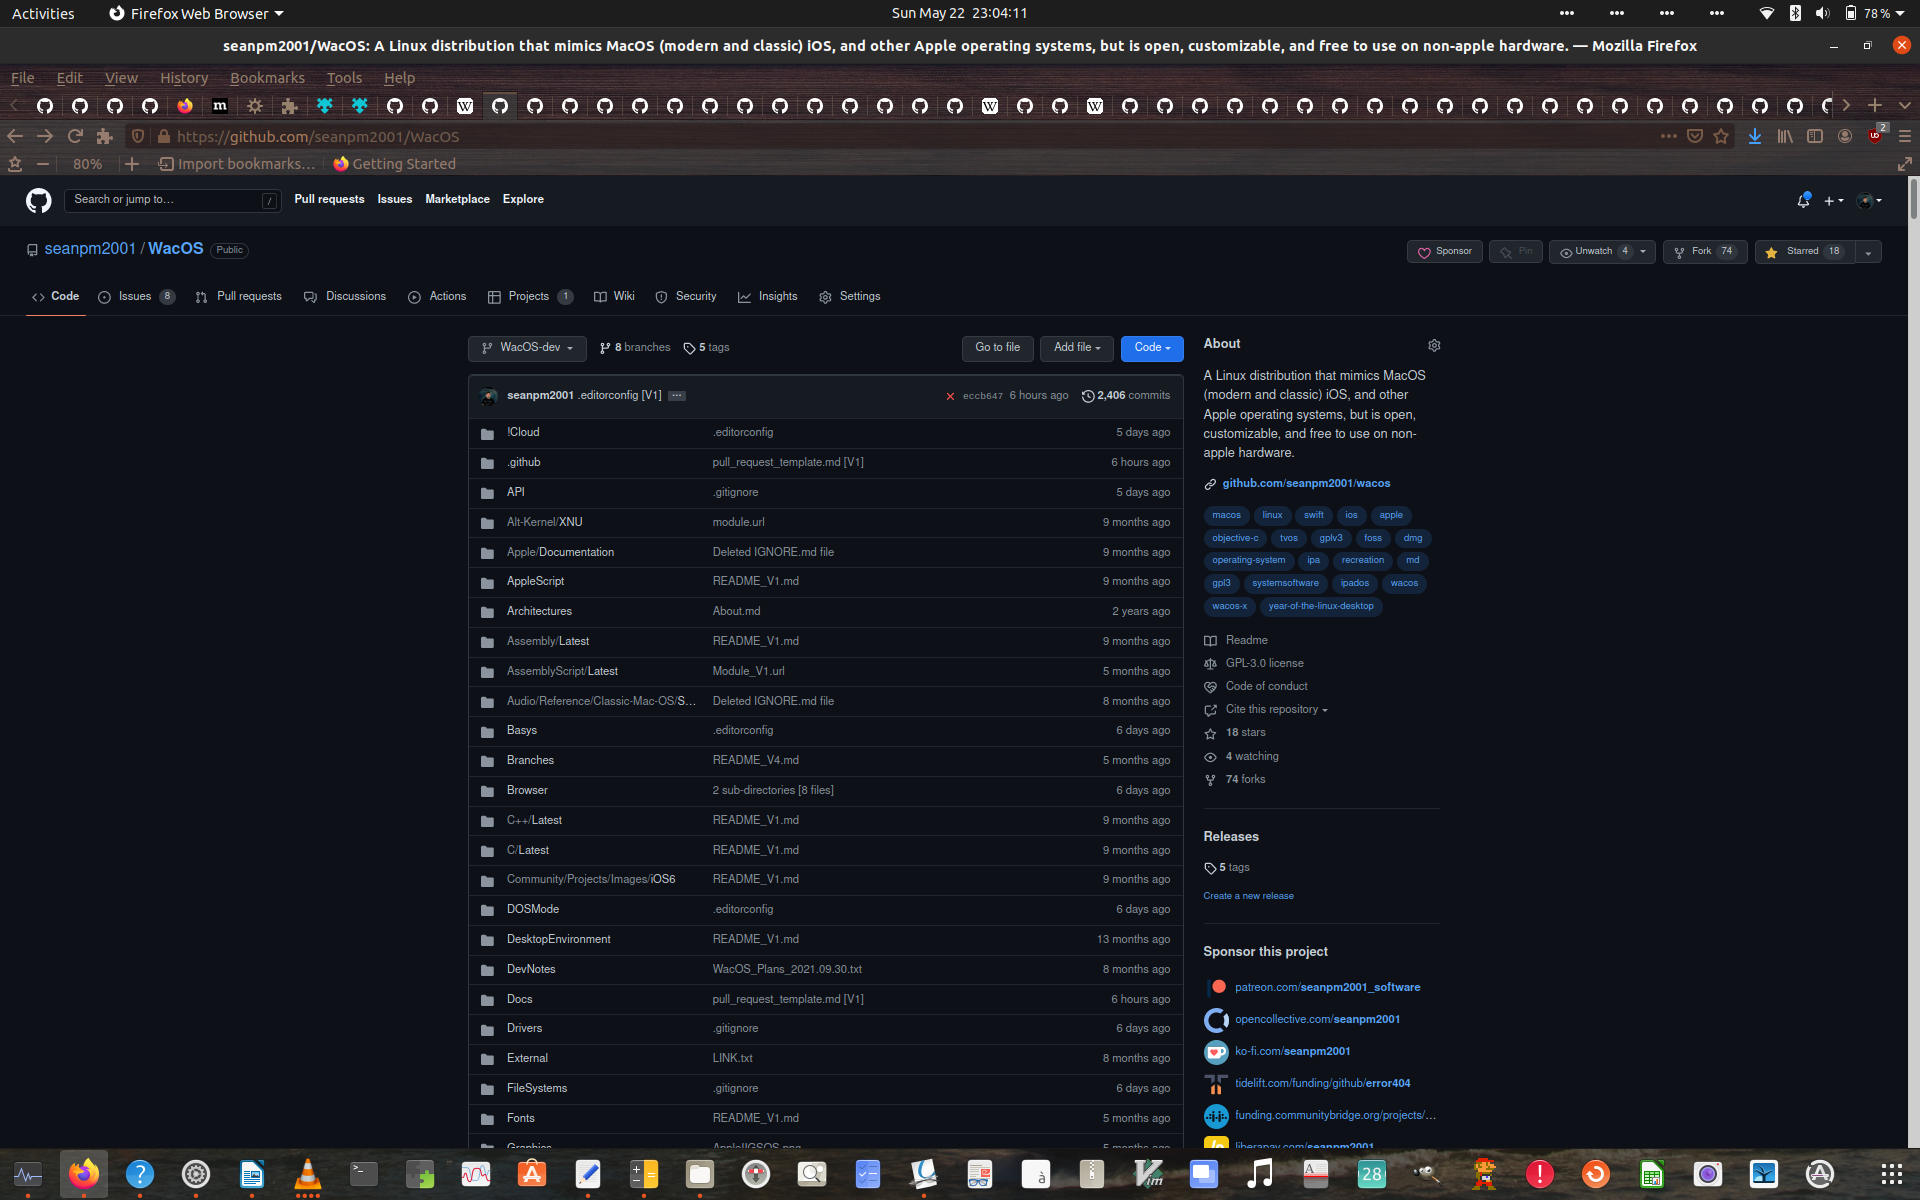 Activities Firefox Web Browser Sun May 22 23:04:11 78 %
seanpm2001/WacOS: A Linux distribution that mimics MacOS (modern and classic) iOS, and other Apple operating systems, but is open, customizable, and free to use on non-apple hardware. — Mozilla Firefox
File Edit View History Bookmarks Tools Help
https://github.com/seanpm2001/WacOS 2
80% Import bookmarks... Getting Started
Search or jump to... / Pull requests Issues Marketplace Explore
seanpm2001 / WacOS Public Sponsor Pin Unwatch 4 Fork 74 Starred 18
Code Issues 8 Pull requests Discussions Actions Projects 1 Wiki Security Insights Settings
WacOS-dev 8 branches 5 tags Go to file Add file Code
seanpm2001 .editorconfig [V1] ... eccb647 6 hours ago 2,406 commits
!Cloud .editorconfig 5 days ago
.github pull_request_template.md [V1] 6 hours ago
API .gitignore 5 days ago
Alt-Kernel/XNU module.url 9 months ago
Apple/Documentation Deleted IGNORE.md file 9 months ago
AppleScript README_V1.md 9 months ago
Architectures About.md 2 years ago
Assembly/Latest README_V1.md 9 months ago
AssemblyScript/Latest Module_V1.url 5 months ago
Audio/Reference/Classic-Mac-OS/S... Deleted IGNORE.md file 8 months ago
Basys .editorconfig 6 days ago
Branches README_V4.md 5 months ago
Browser 2 sub-directories [8 files] 6 days ago
C++/Latest README_V1.md 9 months ago
C/Latest README_V1.md 9 months ago
Community/Projects/Images/iOS6 README_V1.md 9 months ago
DOSMode .editorconfig 6 days ago
DesktopEnvironment README_V1.md 13 months ago
DevNotes WacOS_Plans_2021.09.30.txt 8 months ago
Docs pull_request_template.md [V1] 6 hours ago
Drivers .gitignore 6 days ago
External LINK.txt 8 months ago
FileSystems .gitignore 6 days ago
Fonts README_V1.md 5 months ago
Graphics AppleIIGSOS.png 5 months ago
About
A Linux distribution that mimics MacOS
(modern and classic) iOS, and other
Apple operating systems, but is open,
customizable, and free to use on non-
apple hardware.
github.com/seanpm2001/wacos
macos linux swift ios apple
objective-c tvos gplv3 foss dmg
operating-system ipa recreation md
gpl3 systemsoftware ipados wacos
wacos-x year-of-the-linux-desktop
Readme
GPL-3.0 license
Code of conduct
Cite this repository
18 stars
4 watching
74 forks
Releases
5 tags
Create a new release
Sponsor this project
patreon.com/seanpm2001_software
opencollective.com/seanpm2001
ko-fi.com/seanpm2001
tidelift.com/funding/github/error404
funding.communitybridge.org/projects/...
liberapay.com/seanpm2001
28